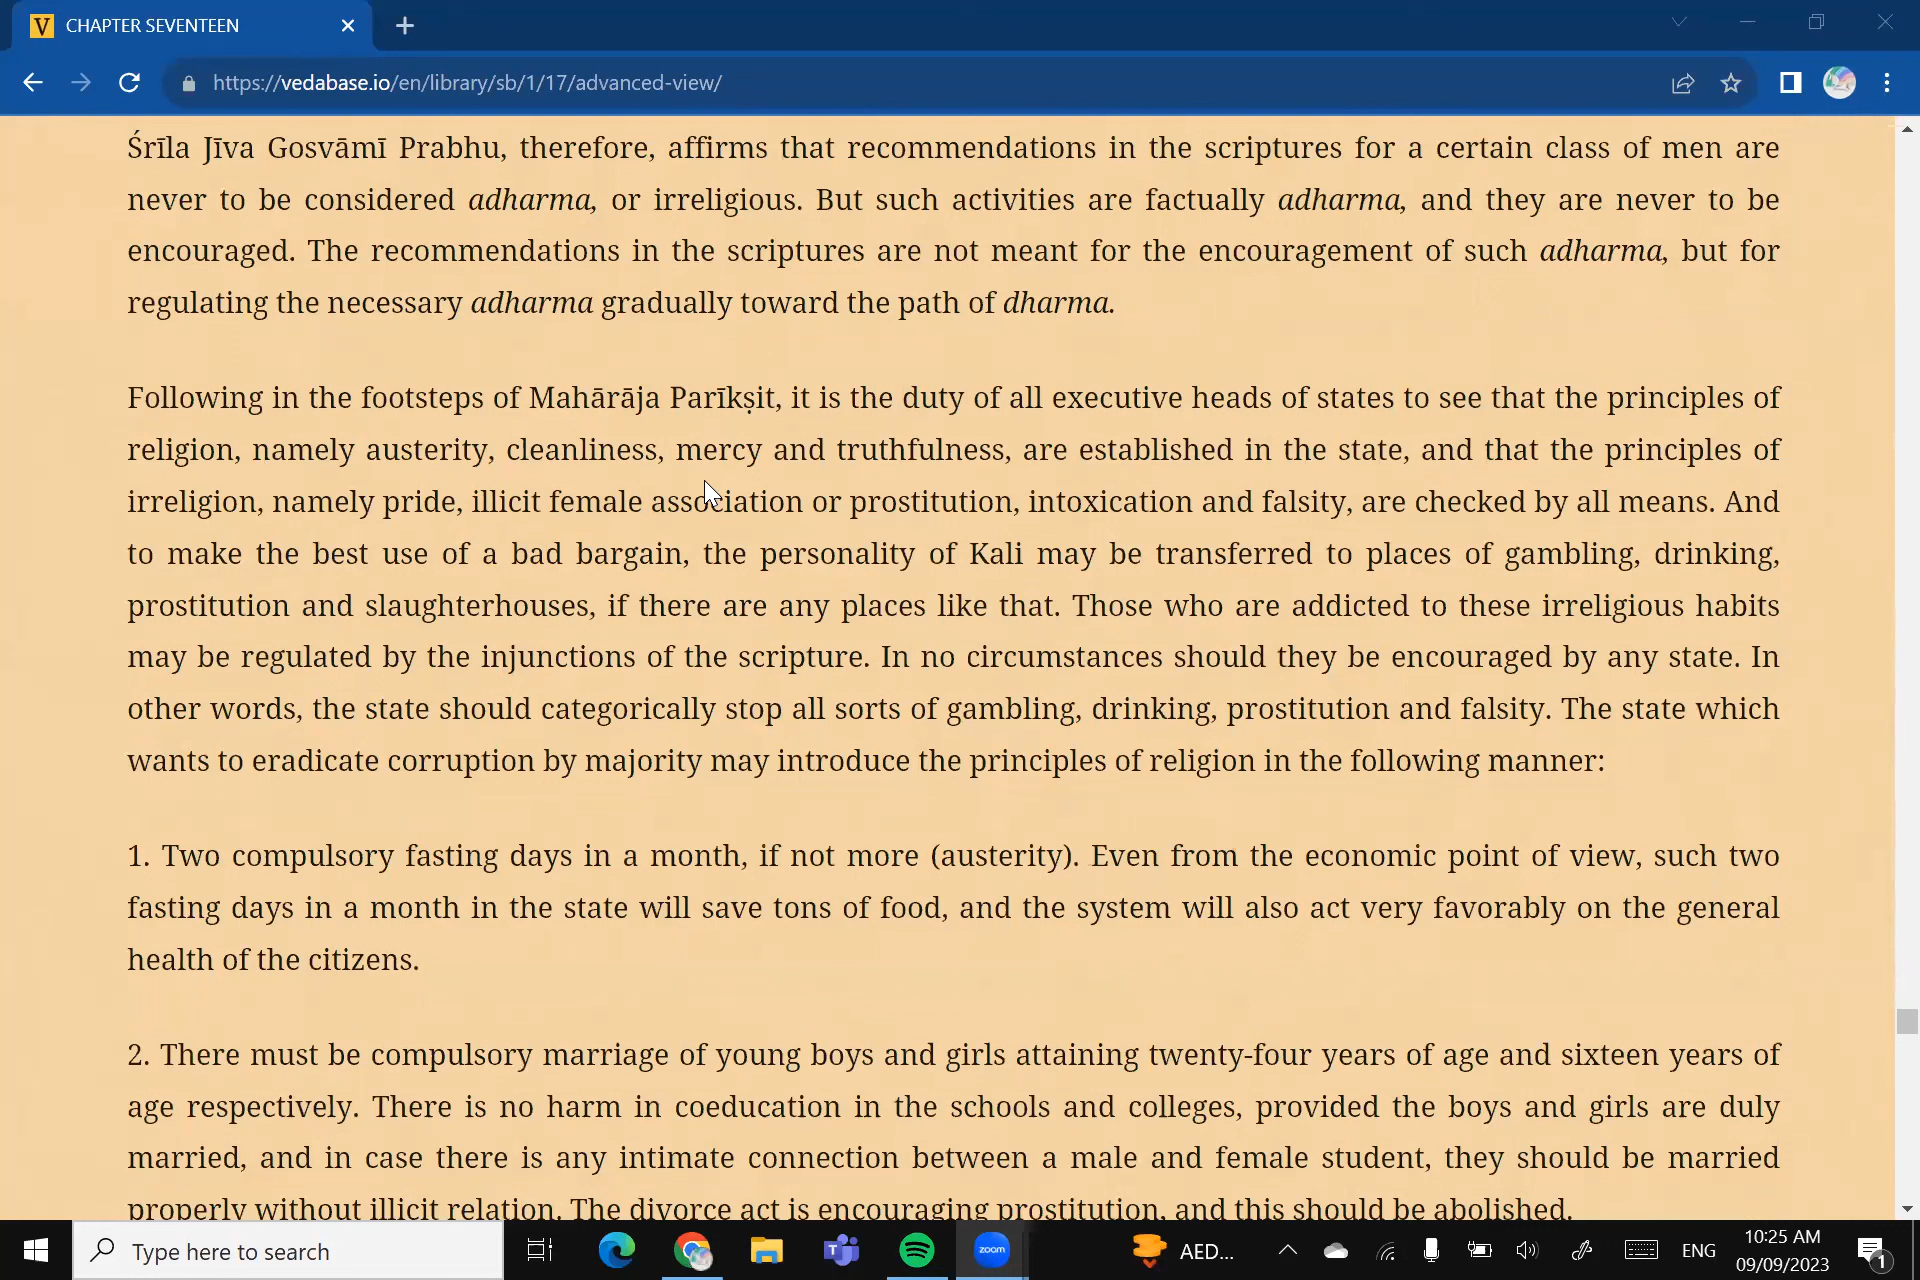 CHAPTER SEVENTEEN
https://vedabase.io/en/library/sb/1/17/advanced-view/
Śrīla Jīva Gosvāmī Prabhu, therefore, affirms that recommendations in the scriptures for a certain class of men are
never to be considered adharma, or irreligious. But such activities are factually adharma, and they are never to be
encouraged. The recommendations in the scriptures are not meant for the encouragement of such adharma, but for
regulating the necessary adharma gradually toward the path of dharma.
Following in the footsteps of Mahārāja Parīkṣit, it is the duty of all executive heads of states to see that the principles of
religion, namely austerity, cleanliness, mercy and truthfulness, are established in the state, and that the principles of
irreligion, namely pride, illicit female association or prostitution, intoxication and falsity, are checked by all means. And
to make the best use of a bad bargain, the personality of Kali may be transferred to places of gambling, drinking,
prostitution and slaughterhouses, if there are any places like that. Those who are addicted to these irreligious habits
may be regulated by the injunctions of the scripture. In no circumstances should they be encouraged by any state. In
other words, the state should categorically stop all sorts of gambling, drinking, prostitution and falsity. The state which
wants to eradicate corruption by majority may introduce the principles of religion in the following manner:
1. Two compulsory fasting days in a month, if not more (austerity). Even from the economic point of view, such two
fasting days in a month in the state will save tons of food, and the system will also act very favorably on the general
health of the citizens.
2. There must be compulsory marriage of young boys and girls attaining twenty-four years of age and sixteen years of
age respectively. There is no harm in coeducation in the schools and colleges, provided the boys and girls are duly
married, and in case there is any intimate connection between a male and female student, they should be married
properly without illicit relation. The divorce act is encouraging prostitution, and this should be abolished.
Type here to search
zoom
AED...
ENG
10:25 AM
09/09/2023
1